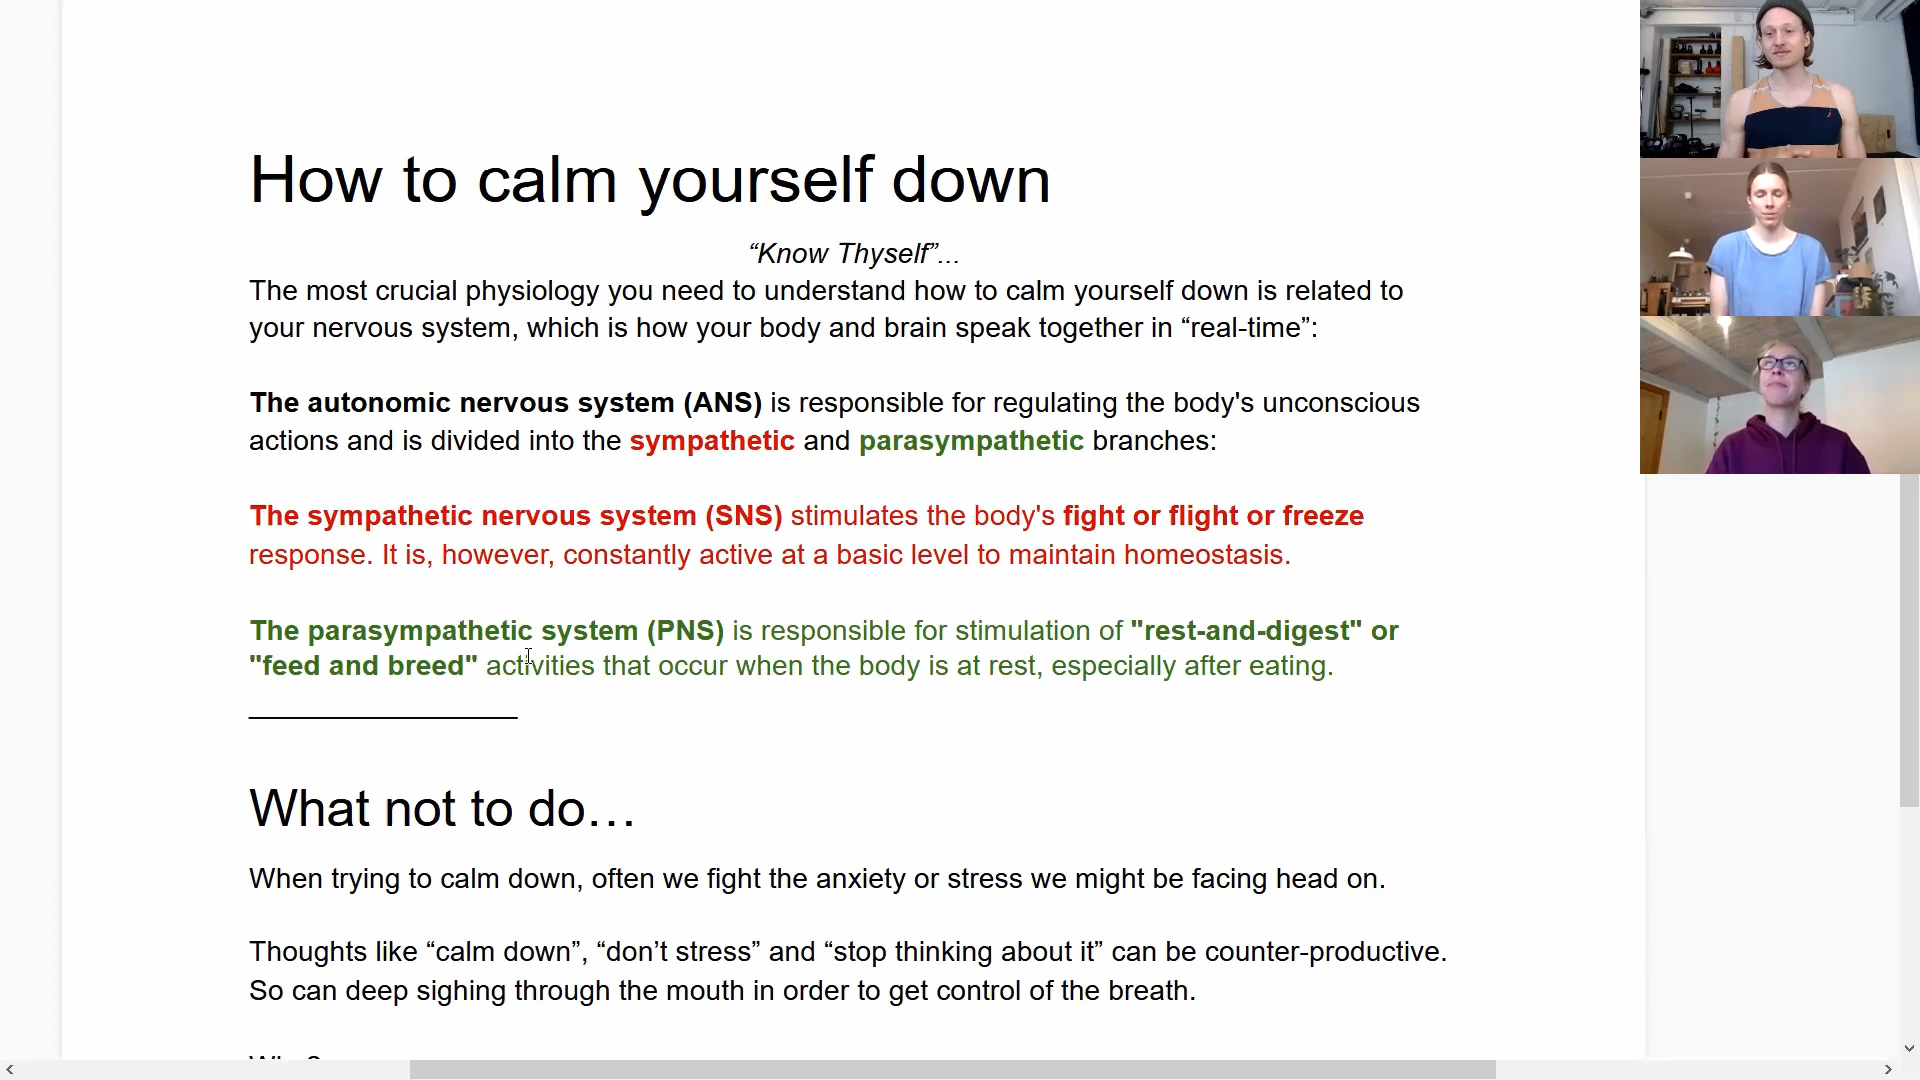 How to calm yourself down
“Know Thyself”...
The most crucial physiology you need to understand how to calm yourself down is related to
your nervous system, which is how your body and brain speak together in “real-time”:
The autonomic nervous system (ANS) is responsible for regulating the body's unconscious
actions and is divided into the sympathetic and parasympathetic branches:
The sympathetic nervous system (SNS) stimulates the body's fight or flight or freeze
response. It is, however, constantly active at a basic level to maintain homeostasis.
The parasympathetic system (PNS) is responsible for stimulation of "rest-and-digest" or
"feed and breed" activities that occur when the body is at rest, especially after eating.
What not to do…
When trying to calm down, often we fight the anxiety or stress we might be facing head on.
Thoughts like “calm down”, “don’t stress” and “stop thinking about it” can be counter-productive.
So can deep sighing through the mouth in order to get control of the breath.